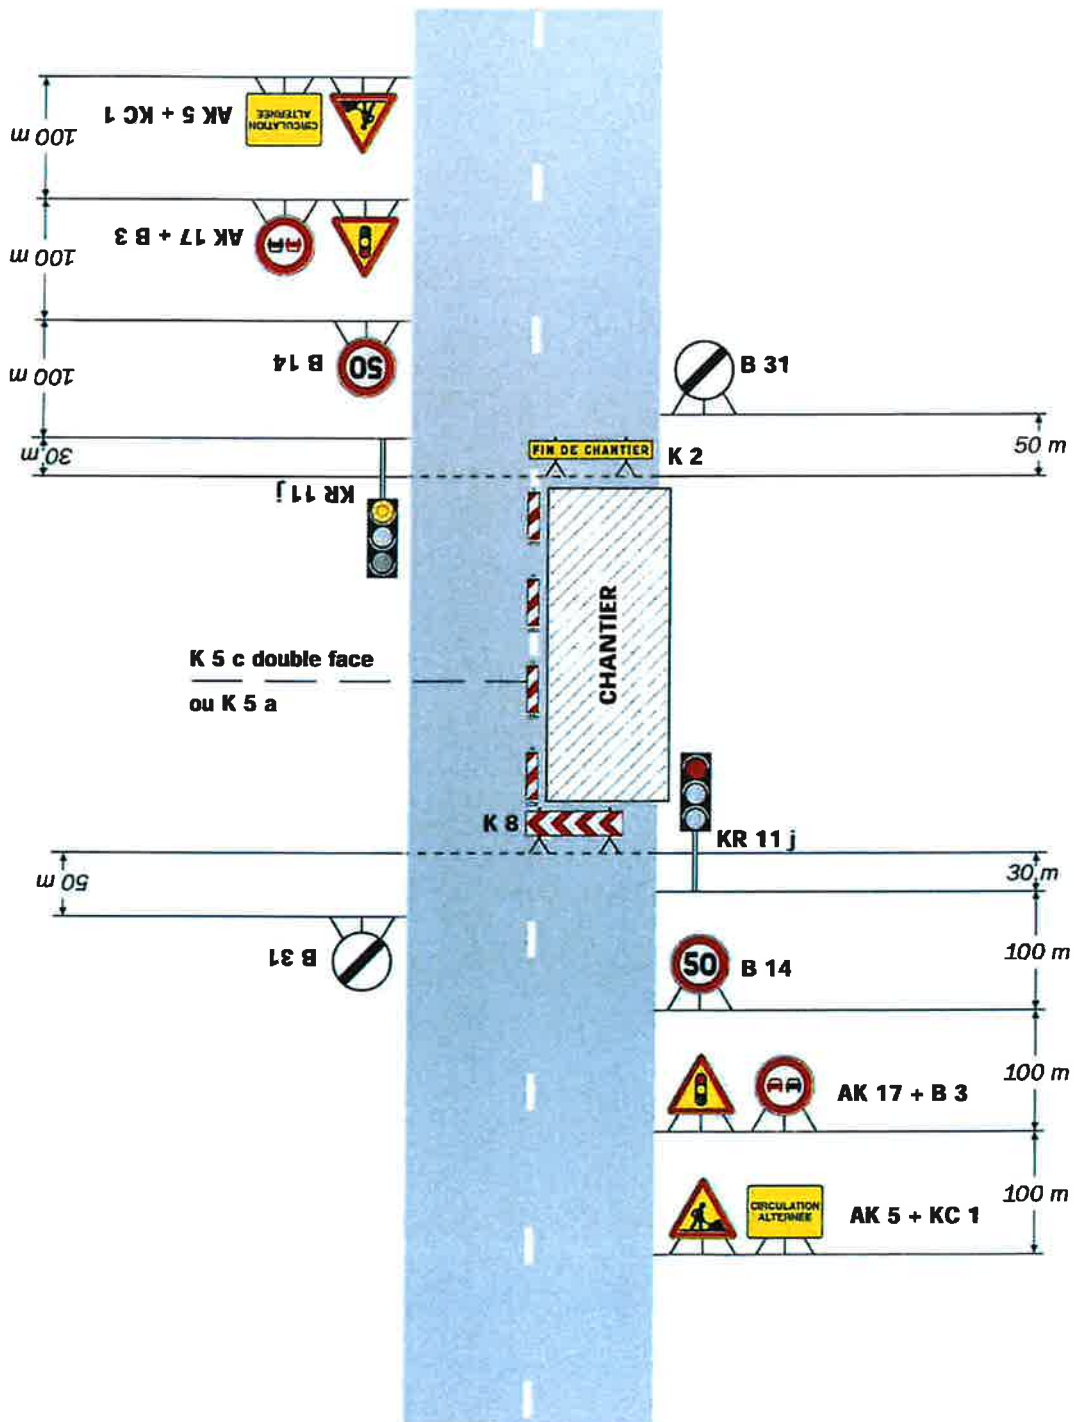 100 m
AK 5 + KC 1
CIRCULATION
ALTERNÉE
100 m
AK 17 + B 3
100 m
B 14
50
30 m
KR 11 j
B 31
50 m
FIN DE CHANTIER
K 2
CHANTIER
K 5 c double face
ou K 5 a
K 8
KR 11 j
30 m
50 m
B 31
50
B 14
100 m
AK 17 + B 3
100 m
CIRCULATION
ALTERNÉE
AK 5 + KC 1
100 m